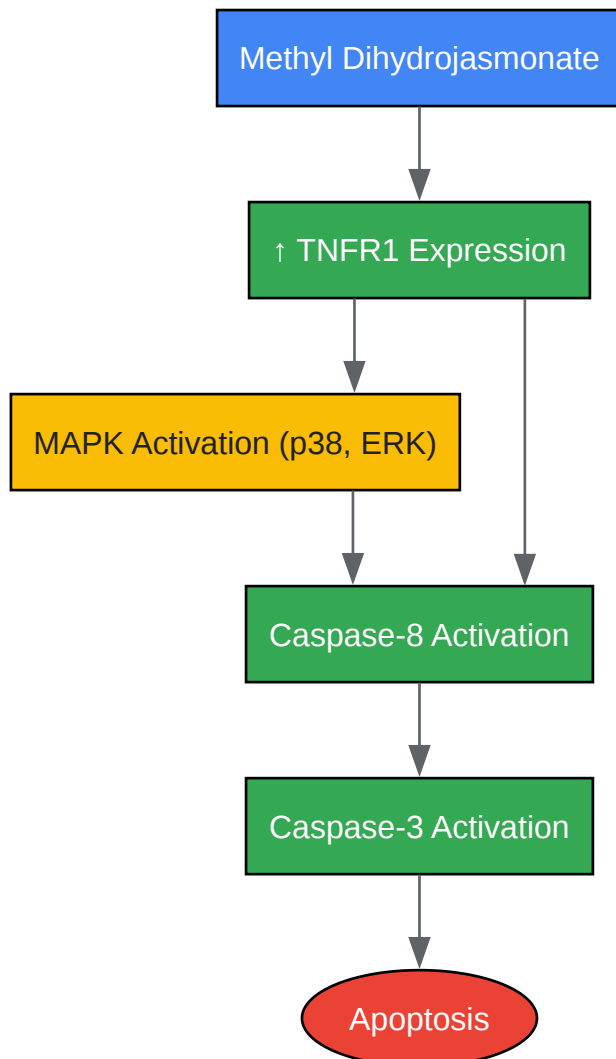 Methyl Dihydrojasmonate
↑ TNFR1 Expression
MAPK Activation (p38, ERK)
Caspase-8 Activation
Caspase-3 Activation
Apoptosis